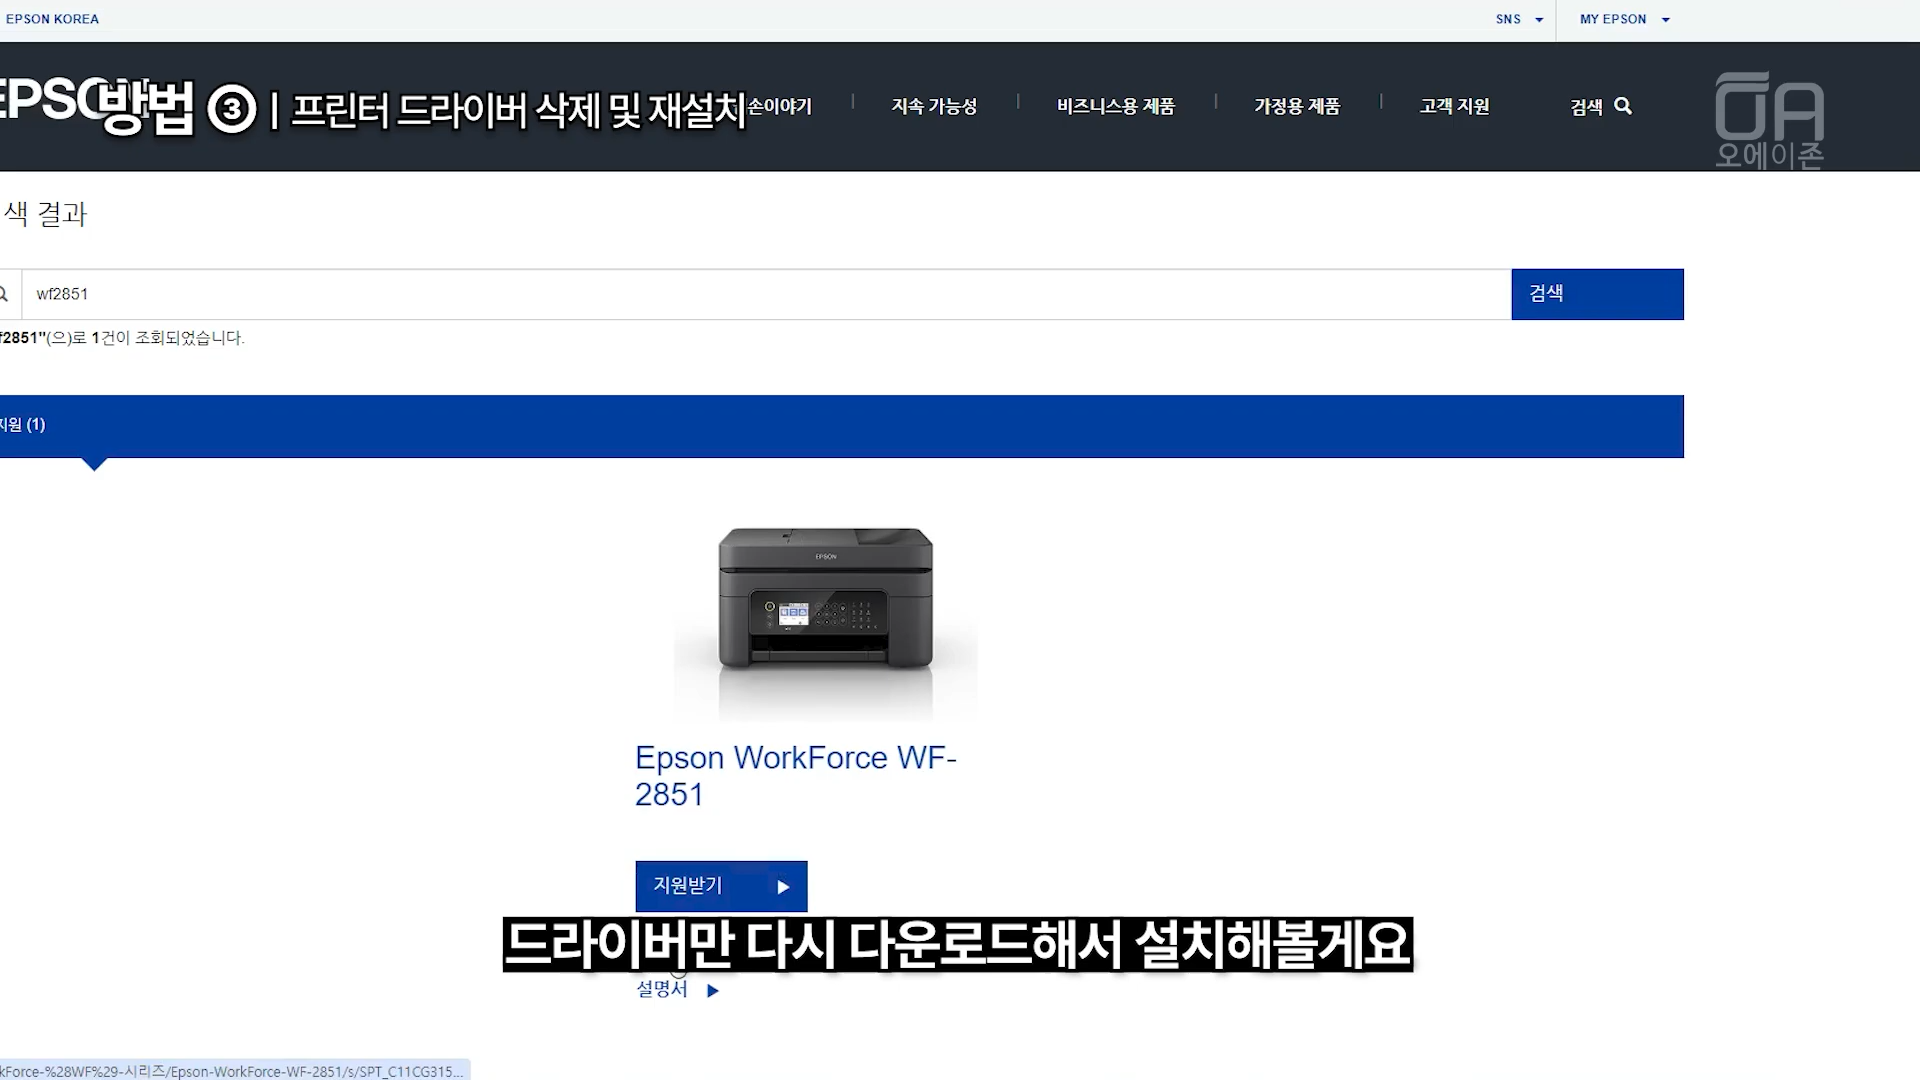 EPSON KOREA
SNS
MY EPSON
EPSON
방법 ③ | 프린터 드라이버 삭제 및 재설치
손이야기
지속 가능성
비즈니스용 제품
가정용 제품
고객 지원
검색
OA
오에이존
색 결과
wf2851
검색
f2851"(으)로 1건이 조회되었습니다.
지원 (1)
EPSON
Epson WorkForce WF-
2851
지원받기
드라이버만 다시 다운로드해서 설치해볼게요
설명서
kForce-%28WF%29-시리즈/Epson-WorkForce-WF-2851/s/SPT_C11CG315...